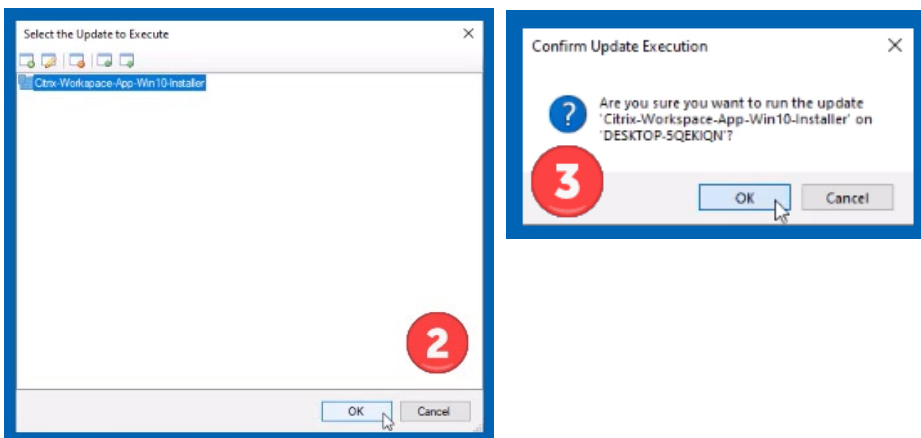 Select the Update to Execute
Citrix-Workspace-App-Win10-Installer
2
OK
Cancel
Confirm Update Execution
Are you sure you want to run the update
'Citrix-Workspace-App-Win10-Installer' on
'DESKTOP-5QEKIQN'?
3
OK
Cancel